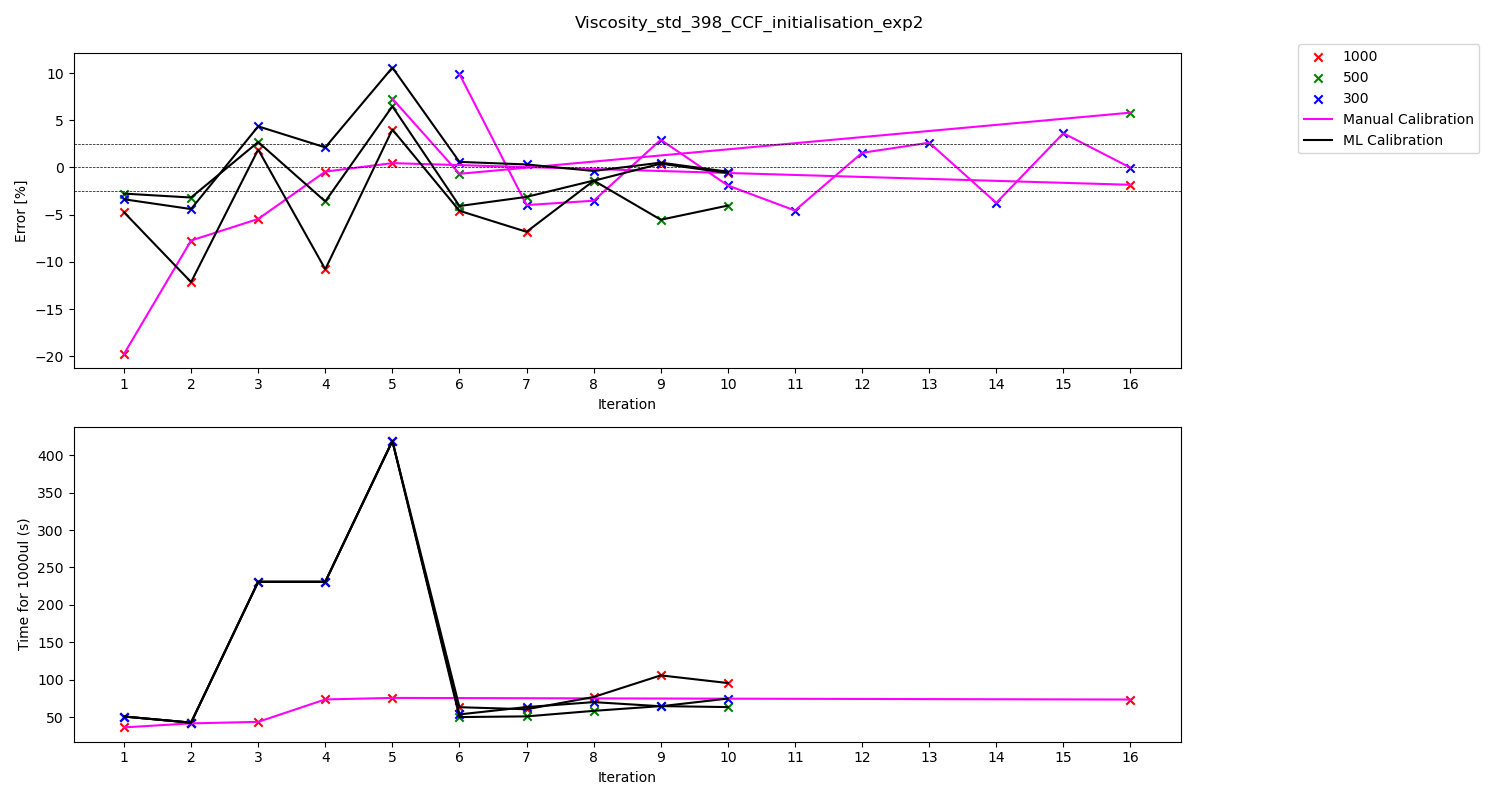 Viscosity_std_398_CCF_initialisation_exp2
1000
500
300
Manual Calibration
ML Calibration
Error [%]
10
5
0
−5
−10
−15
−20
1 2 3 4 5 6 7 8 9 10 11 12 13 14 15 16
Iteration
Time for 1000ul (s)
400
350
300
250
200
150
100
50
1 2 3 4 5 6 7 8 9 10 11 12 13 14 15 16
Iteration